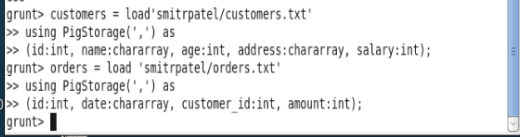 grunt> customers = load'smitrpatel/customers.txt'
>> using PigStorage(',') as
>> (id:int, name:chararray, age:int, address:chararray, salary:int);
grunt> orders = load 'smitrpatel/orders.txt'
>> using PigStorage(',') as
>> (id:int, date:chararray, customer_id:int, amount:int);
grunt>